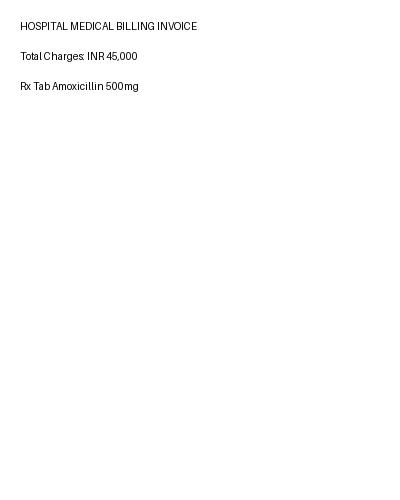 HOSPITAL MEDICAL BILLING INVOICE
Total Charges: INR 45,000
Rx Tab Amoxicillin 500mg